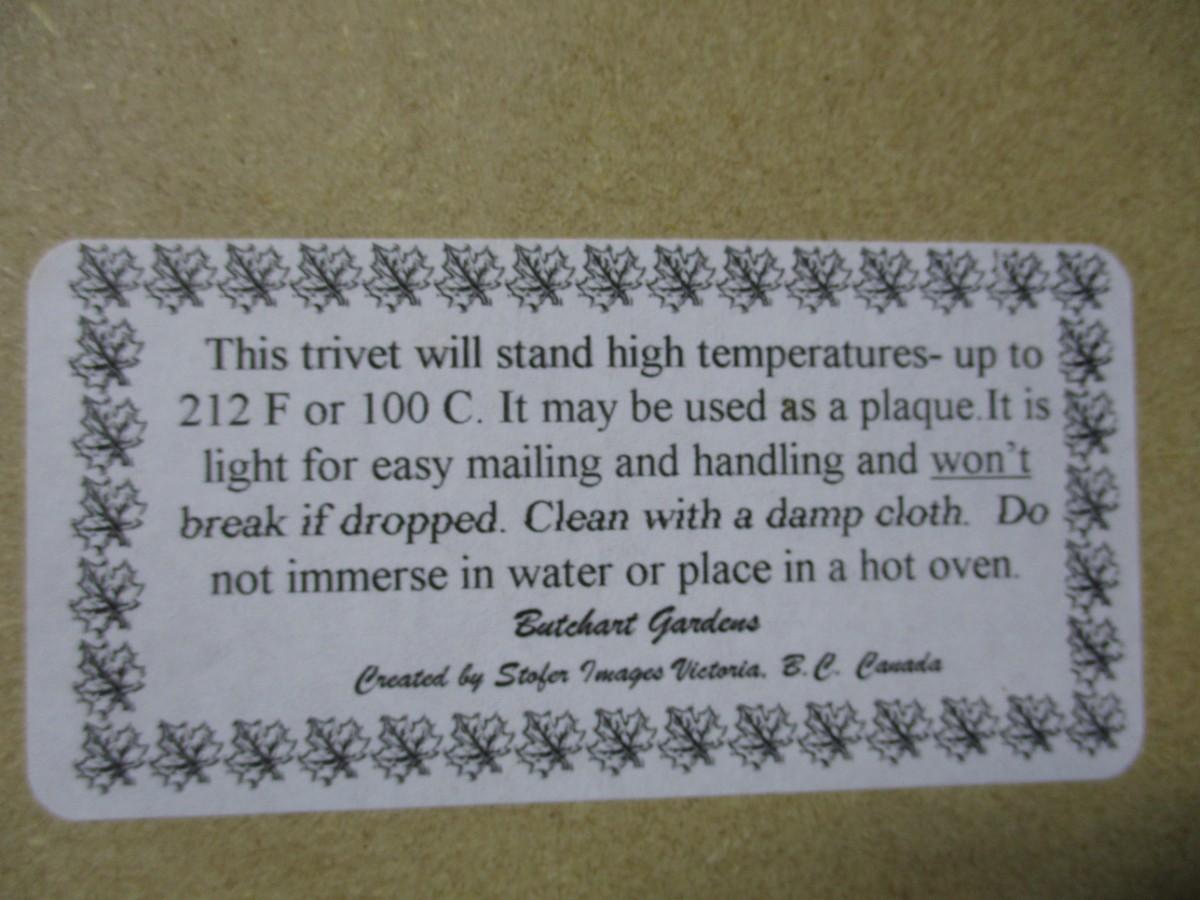 This trivet will stand high temperatures- up to
212 F or 100 C. It may be used as a plaque.It is
light for easy mailing and handling and won't
break if dropped. Clean with a damp cloth. Do
not immerse in water or place in a hot oven.
Butchart Gardens
Created by Stofer Images Victoria. B.C. Canada